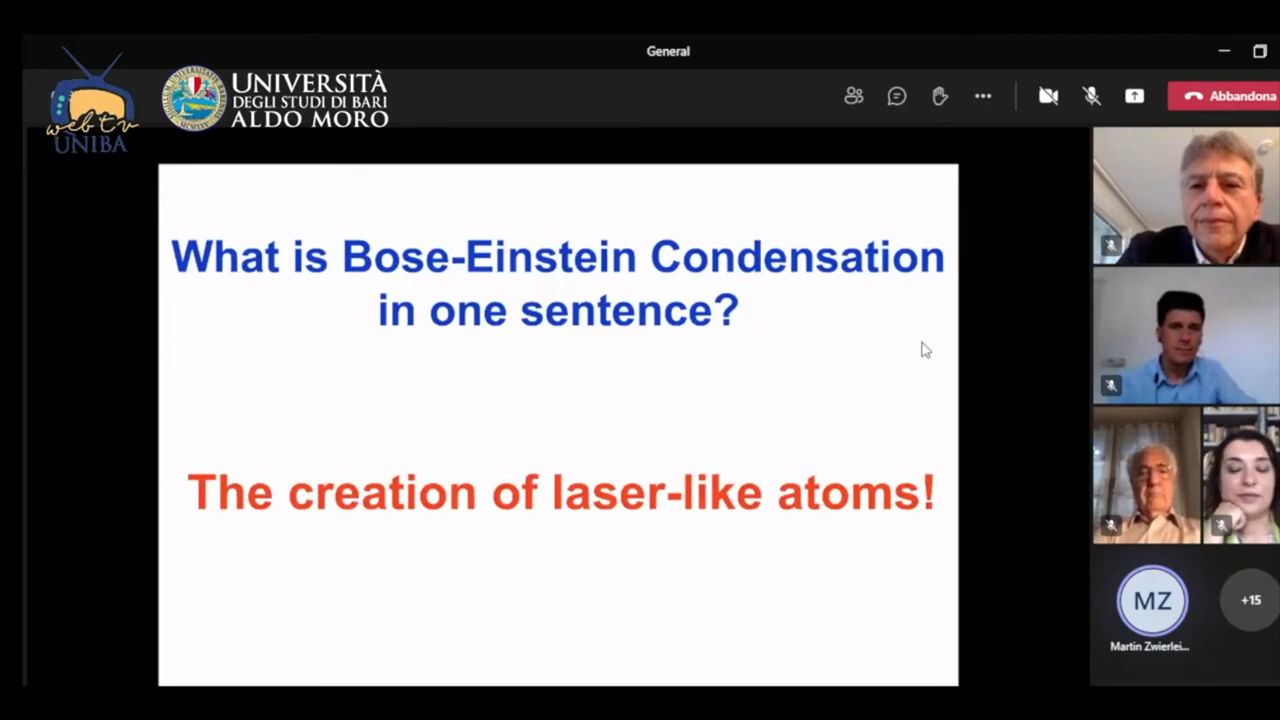 General
web tv
UNIBA
UNIVERSITÀ
DEGLI STUDI DI BARI
ALDO MORO
Abbandona
What is Bose-Einstein Condensation
in one sentence?
The creation of laser-like atoms!
MZ
+15
Martin Zwierlei...